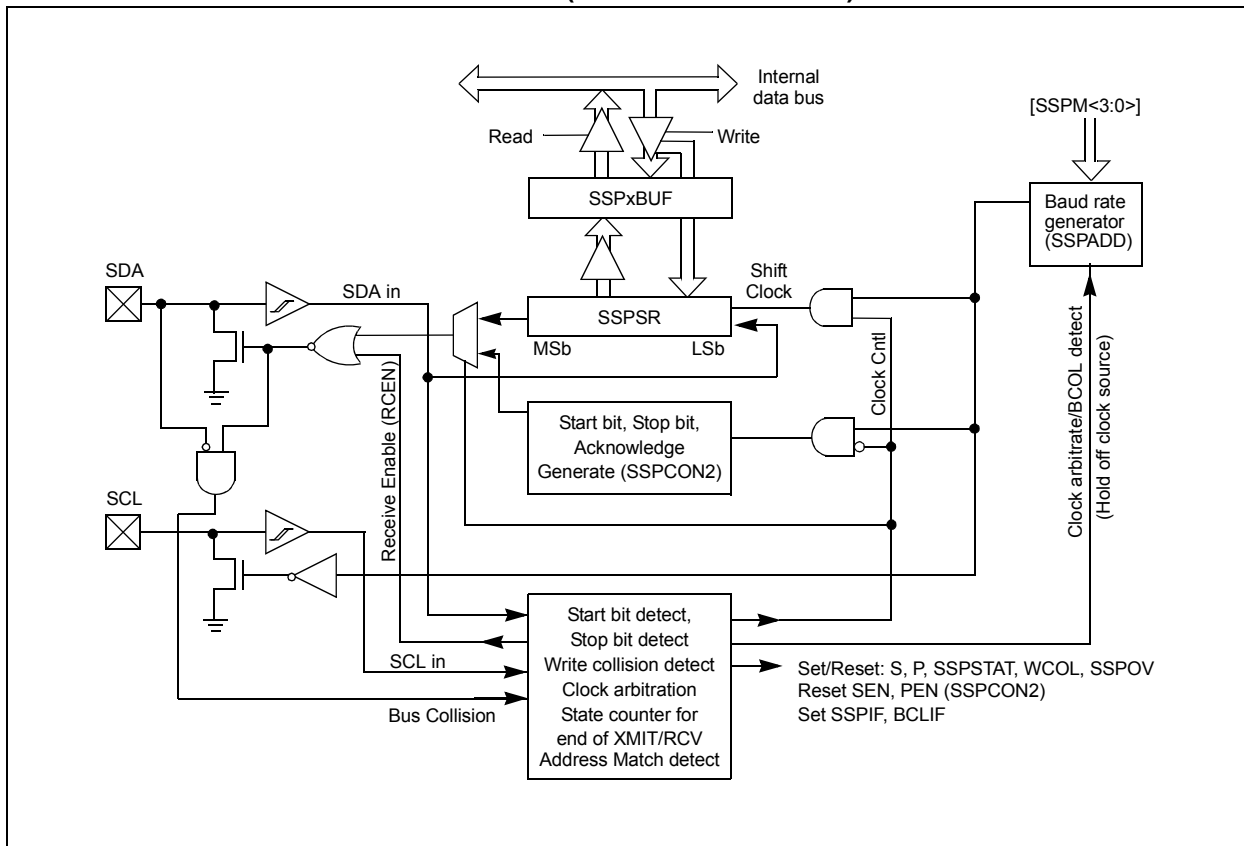 Internal
data bus
[SSPM<3:0>]
Read
Write
SSPxBUF
Baud rate
generator
(SSPADD)
SDA
Shift
Clock
SDA in
SSPSR
MSb
LSb
Receive Enable (RCEN)
Clock Cntl
Clock arbitrate/BCOL detect
(Hold off clock source)
Start bit, Stop bit,
Acknowledge
Generate (SSPCON2)
SCL
Start bit detect,
Stop bit detect
Write collision detect
Clock arbitration
State counter for
end of XMIT/RCV
Address Match detect
SCL in
Bus Collision
Set/Reset: S, P, SSPSTAT, WCOL, SSPOV
Reset SEN, PEN (SSPCON2)
Set SSPIF, BCLIF